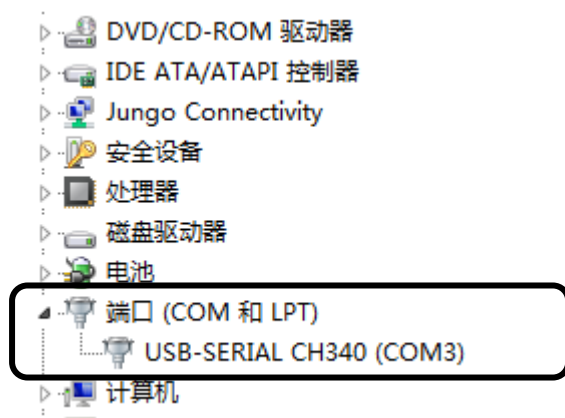 DVD/CD-ROM 驱动器
IDE ATA/ATAPI 控制器
Jungo Connectivity
安全设备
处理器
磁盘驱动器
电池
端口 (COM 和 LPT)
USB-SERIAL CH340 (COM3)
计算机